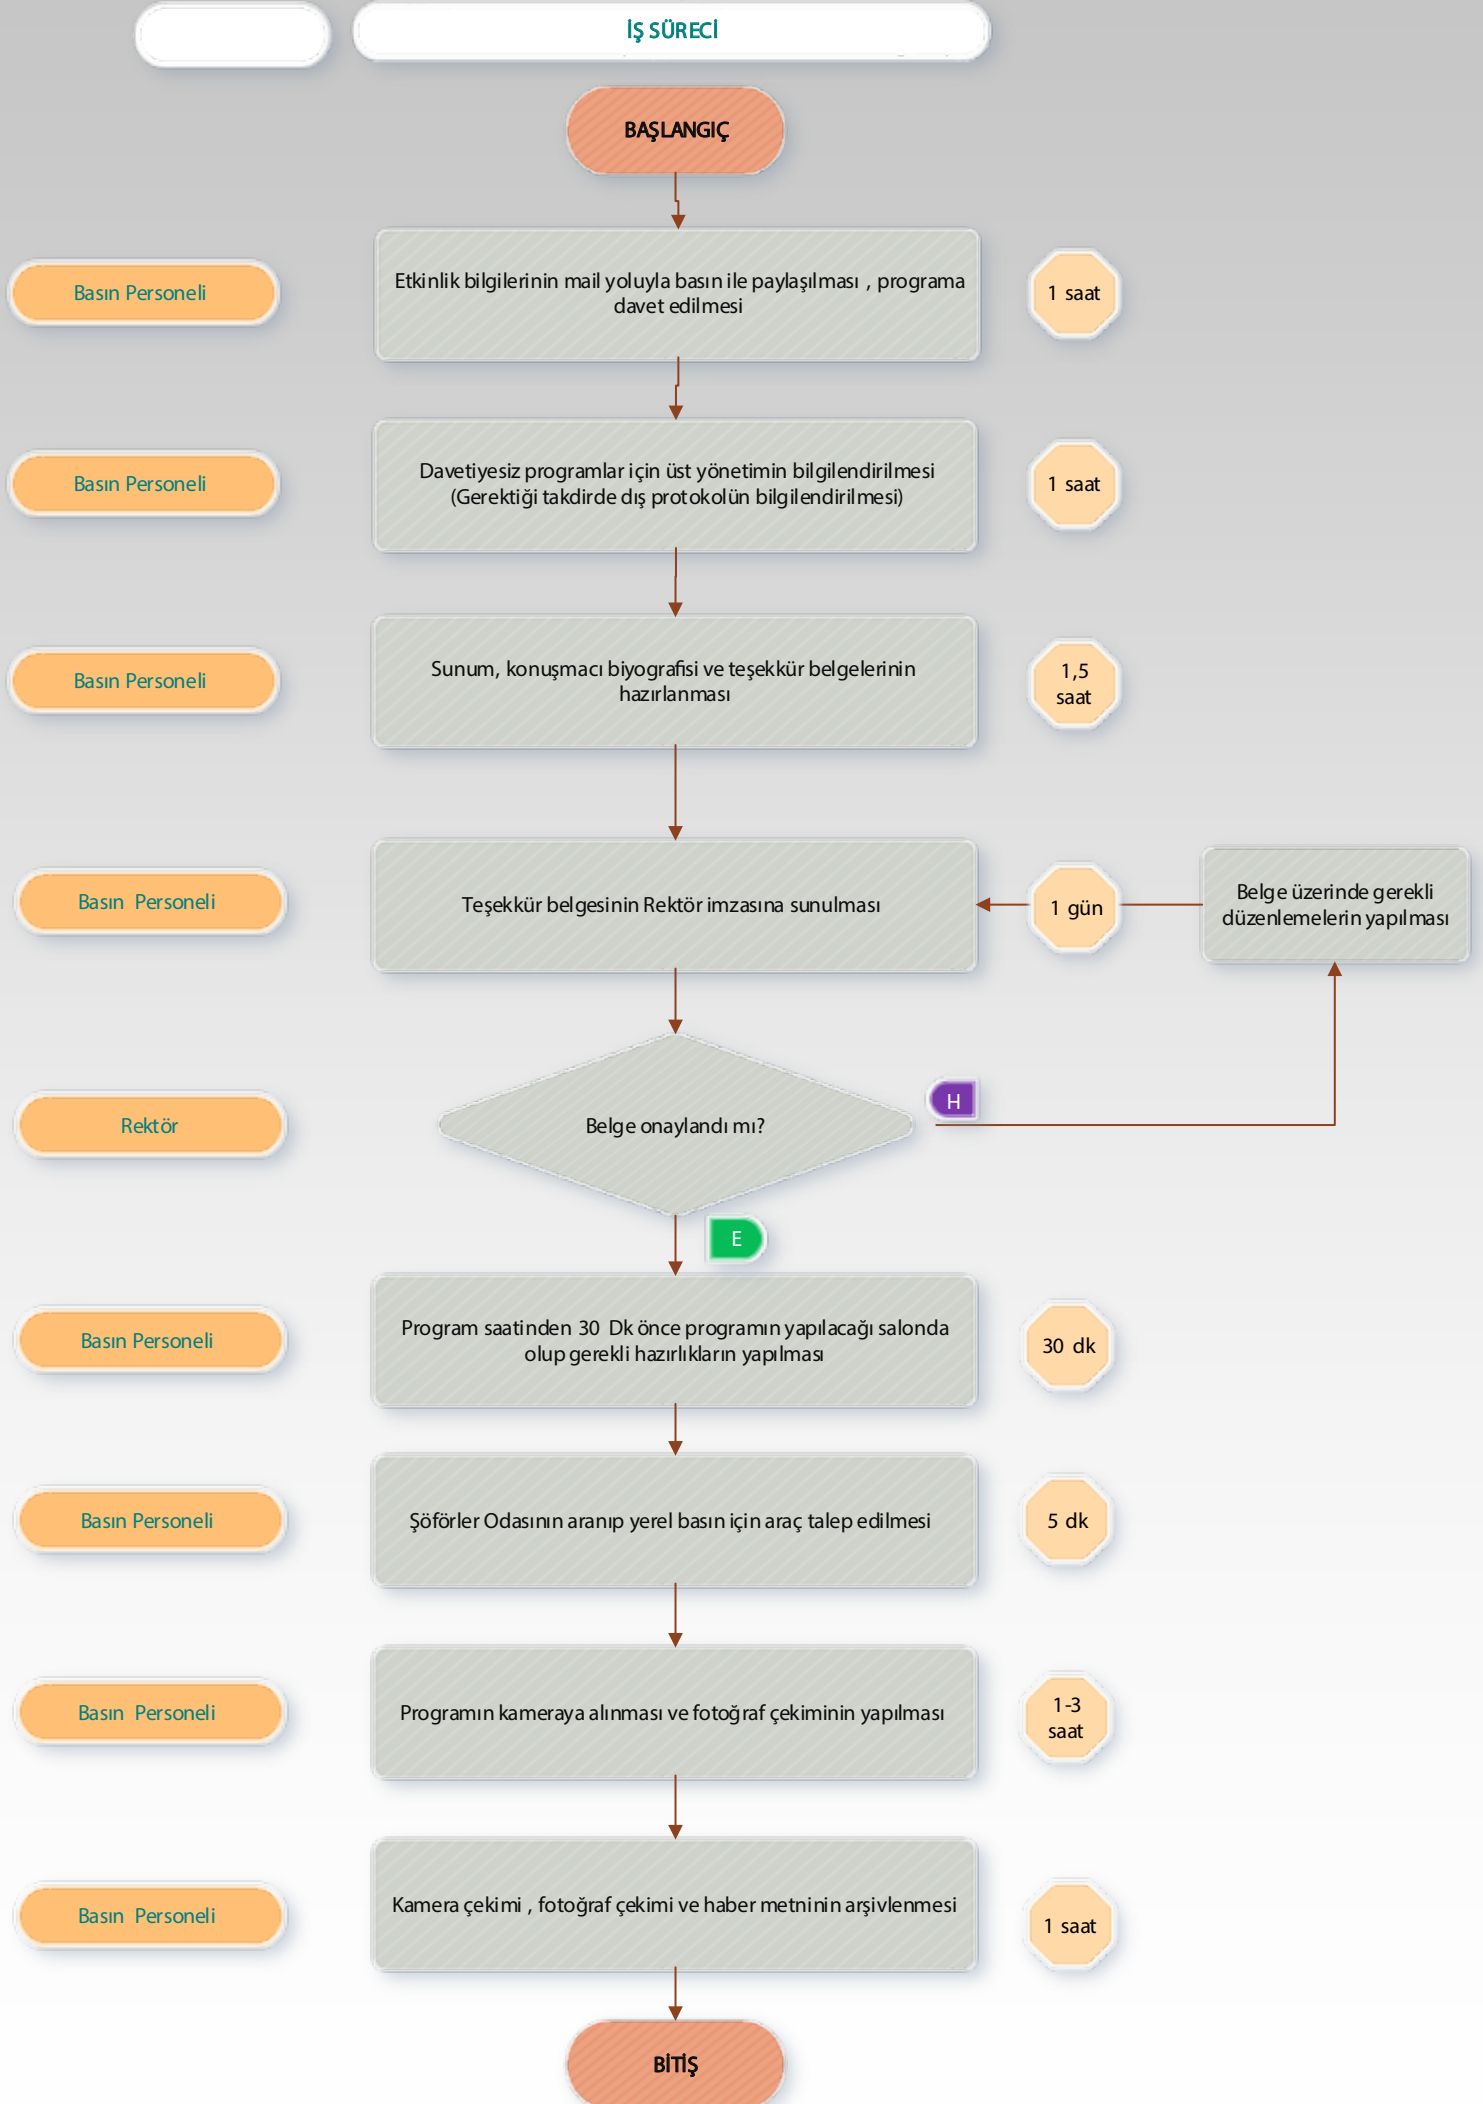 İŞ SÜRECİ
BAŞLANGIÇ
Basın Personeli
Etkinlik bilgilerinin mail yoluyla basın ile paylaşılması , programa
davet edilmesi
1 saat
Basın Personeli
Davetiyesiz programlar için üst yönetimin bilgilendirilmesi
(Gerektiği takdirde dış protokolün bilgilendirilmesi)
1 saat
Basın Personeli
Sunum, konuşmacı biyografisi ve teşekkür belgelerinin
hazırlanması
1,5
saat
Basın Personeli
Teşekkür belgesinin Rektör imzasına sunulması
1 gün
Belge üzerinde gerekli
düzenlemelerin yapılması
Rektör
Belge onaylandı mı?
H
E
Basın Personeli
Program saatinden 30 Dk önce programın yapılacağı salonda
olup gerekli hazırlıkların yapılması
30 dk
Basın Personeli
Şöförler Odasının aranıp yerel basın için araç talep edilmesi
5 dk
Basın Personeli
Programın kameraya alınması ve fotoğraf çekiminin yapılması
1-3
saat
Basın Personeli
Kamera çekimi , fotoğraf çekimi ve haber metninin arşivlenmesi
1 saat
BİTİŞ